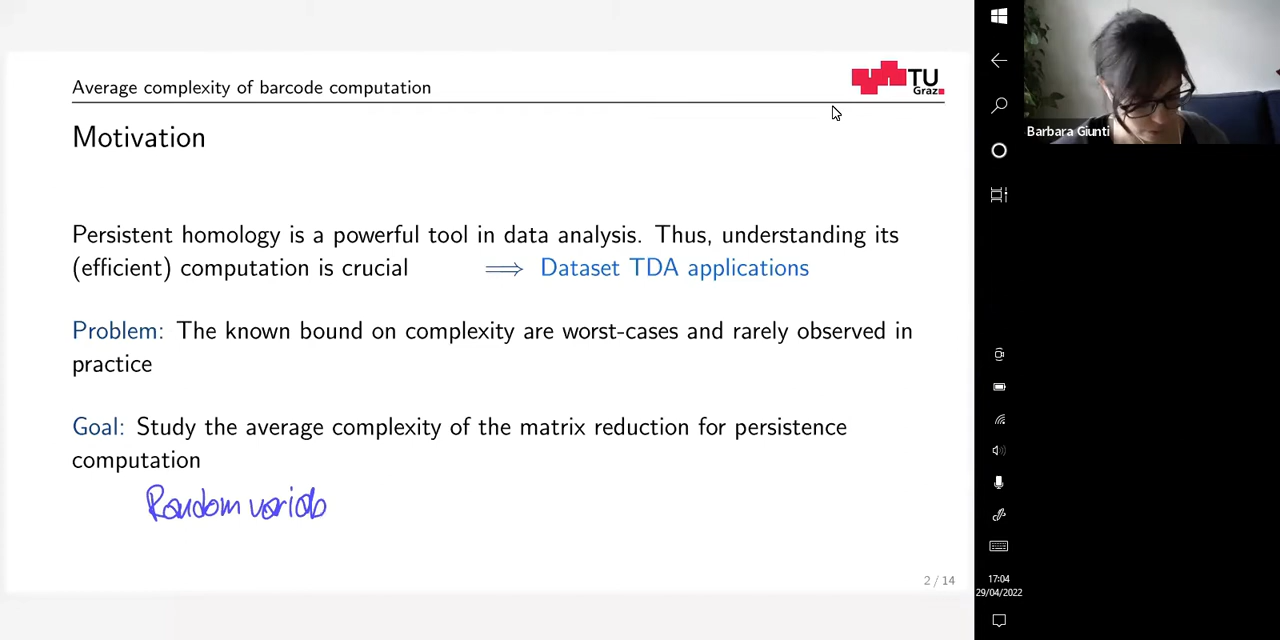 Average complexity of barcode computation
TU
Graz
Motivation
Persistent homology is a powerful tool in data analysis. Thus, understanding its
(efficient) computation is crucial ⟹ Dataset TDA applications
Problem: The known bound on complexity are worst-cases and rarely observed in
practice
Goal: Study the average complexity of the matrix reduction for persistence
computation
Random variab
2 / 14
Barbara Giunti
17:04
29/04/2022